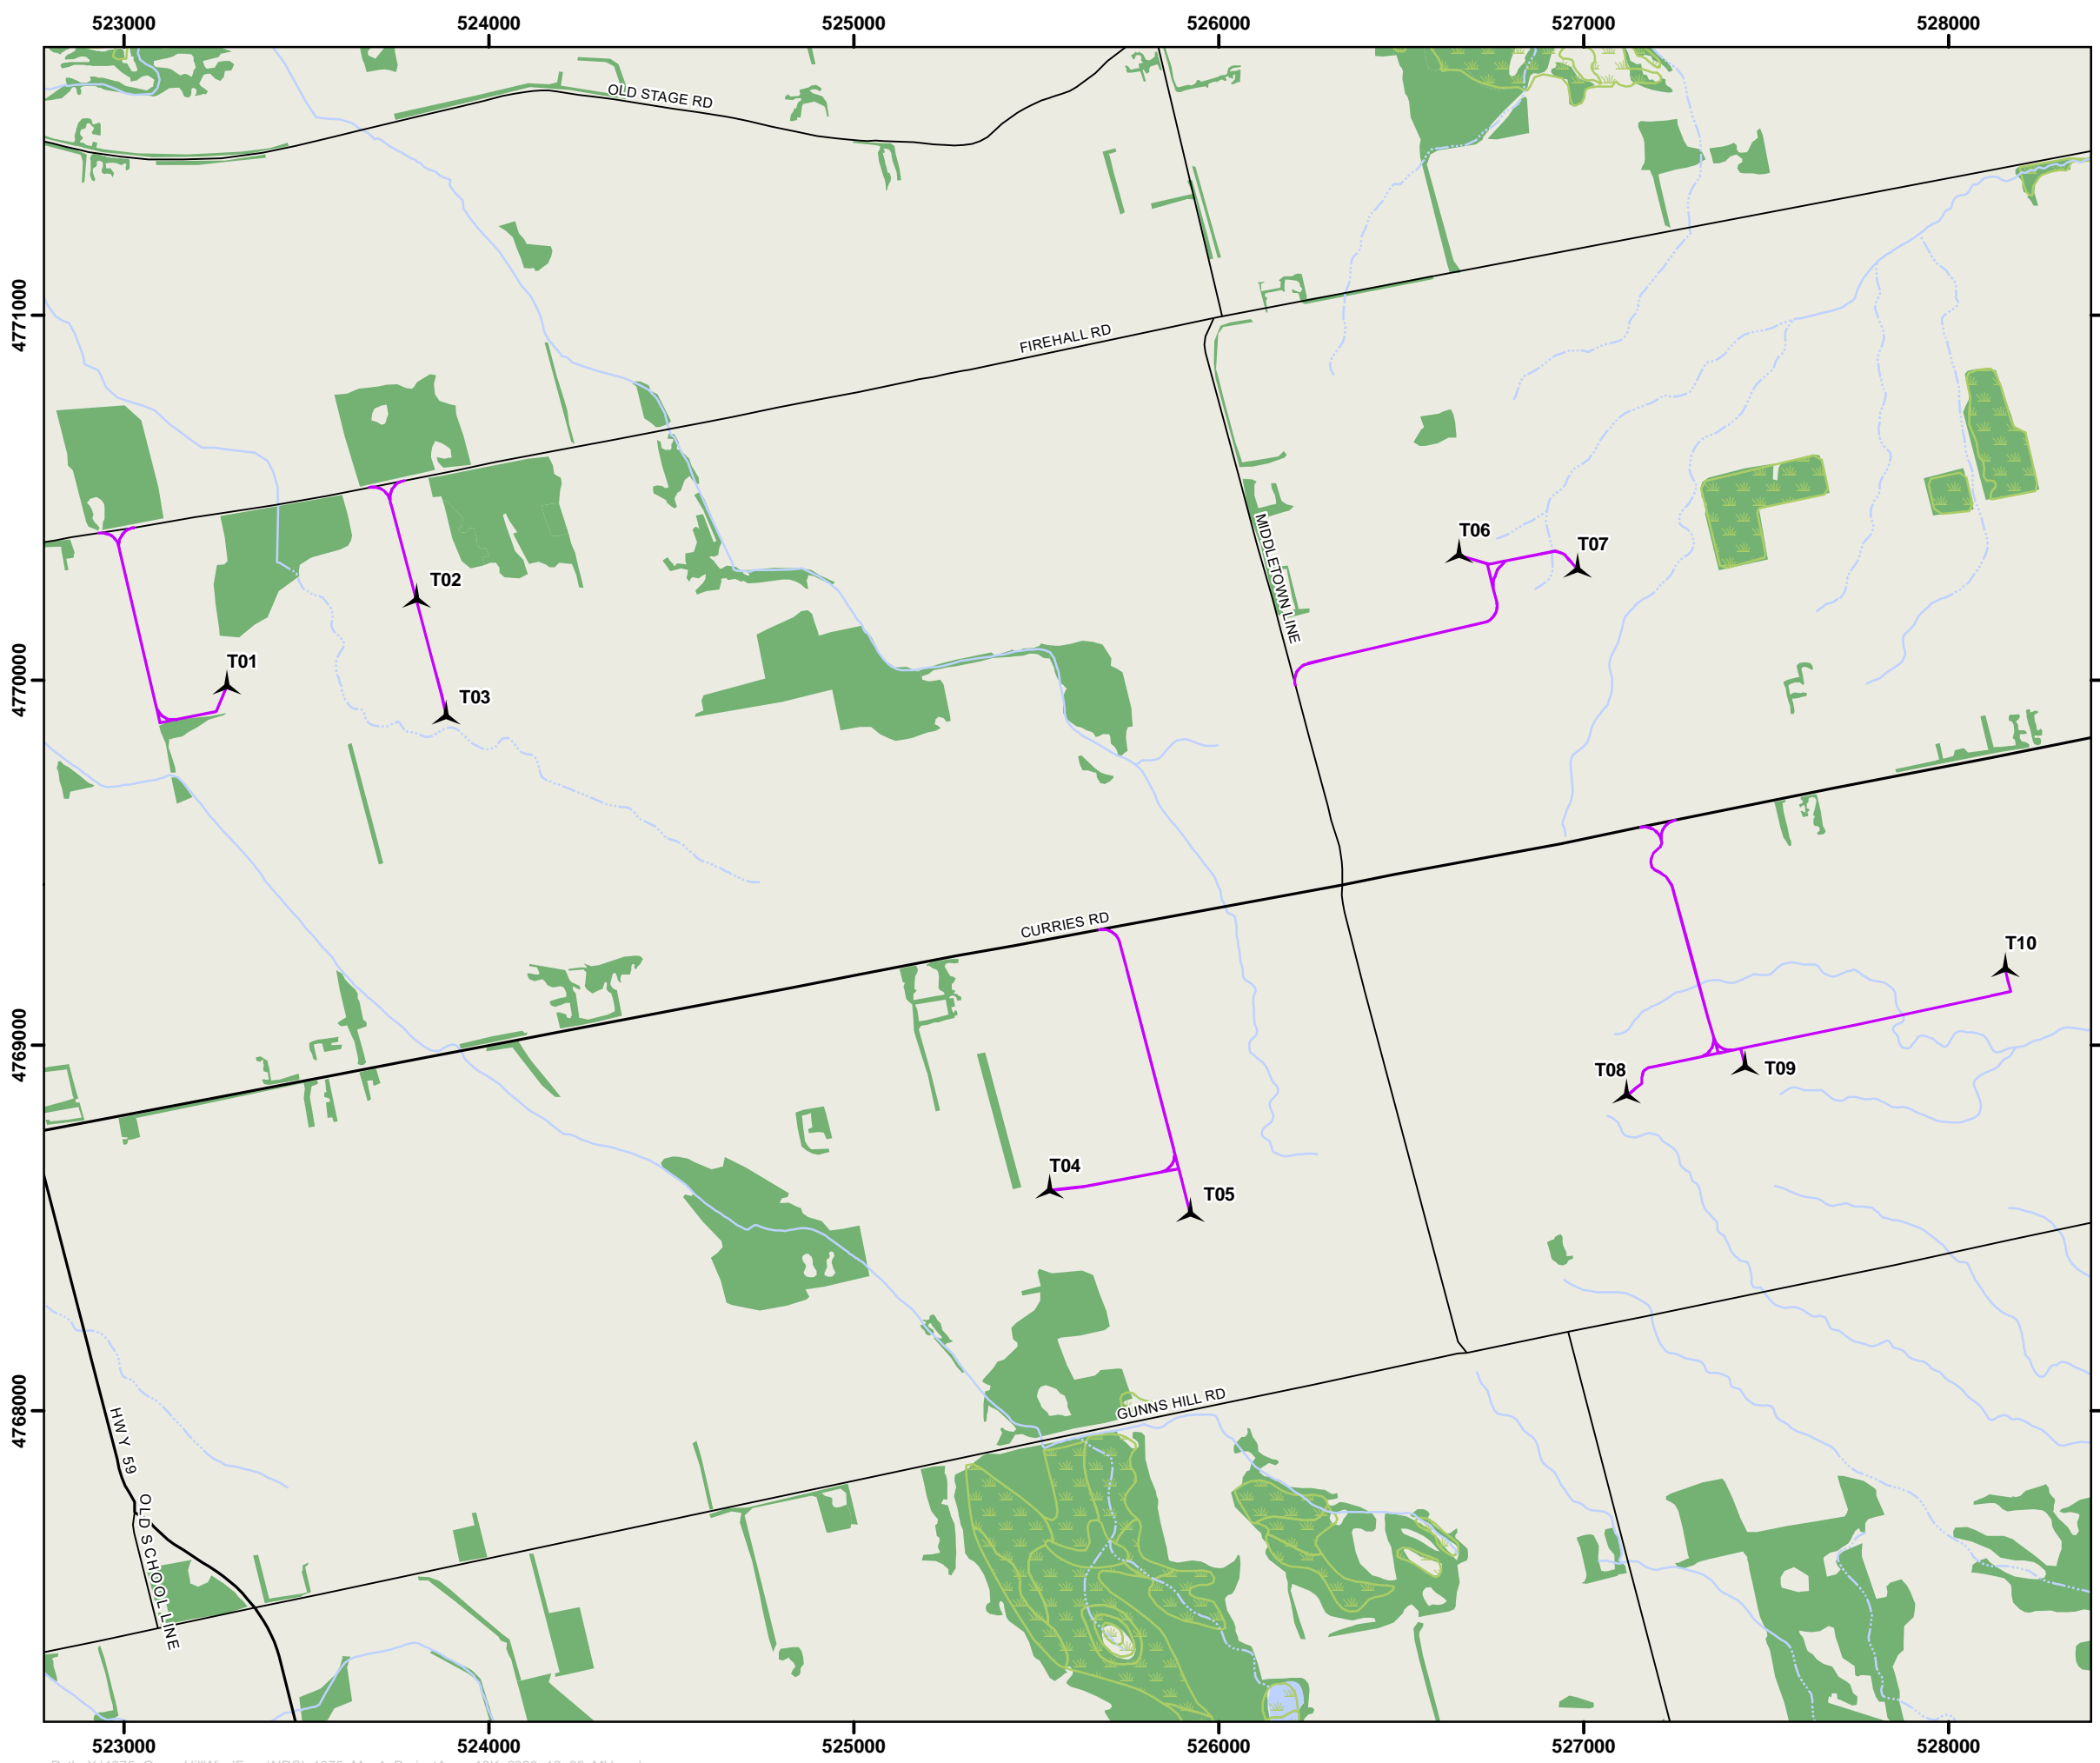 523000 524000 525000 526000 527000 528000
OLD STAGE RD
4771000
FIREHALL RD
MIDDLETOWN LINE
T06
T07
T02
T01
4770000
T03
CURRIES RD
T10
4769000
T08
T09
T04
T05
4768000
GUNNS HILL RD
HWY 59
OLD SCHOOL LINE
523000 524000 525000 526000 527000 528000